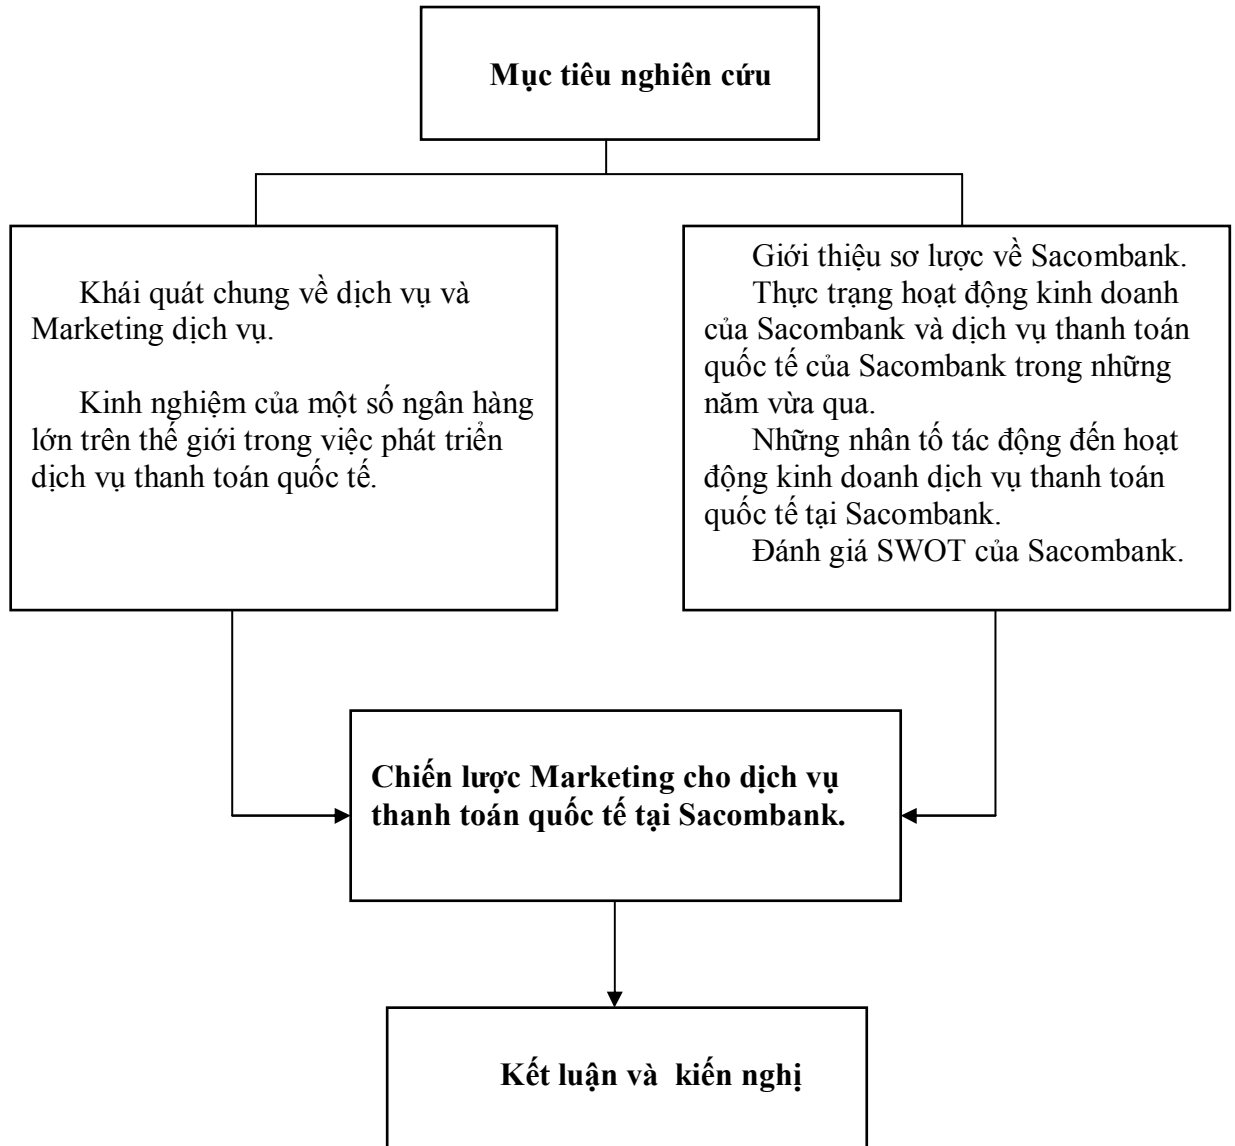 Mục tiêu nghiên cứu
Khái quát chung về dịch vụ và
Marketing dịch vụ.
Kinh nghiệm của một số ngân hàng
lớn trên thế giới trong việc phát triển
dịch vụ thanh toán quốc tế.
Giới thiệu sơ lược về Sacombank.
Thực trạng hoạt động kinh doanh
của Sacombank và dịch vụ thanh toán
quốc tế của Sacombank trong những
năm vừa qua.
Những nhân tố tác động đến hoạt
động kinh doanh dịch vụ thanh toán
quốc tế tại Sacombank.
Đánh giá SWOT của Sacombank.
Chiến lược Marketing cho dịch vụ
thanh toán quốc tế tại Sacombank.
Kết luận và kiến nghị